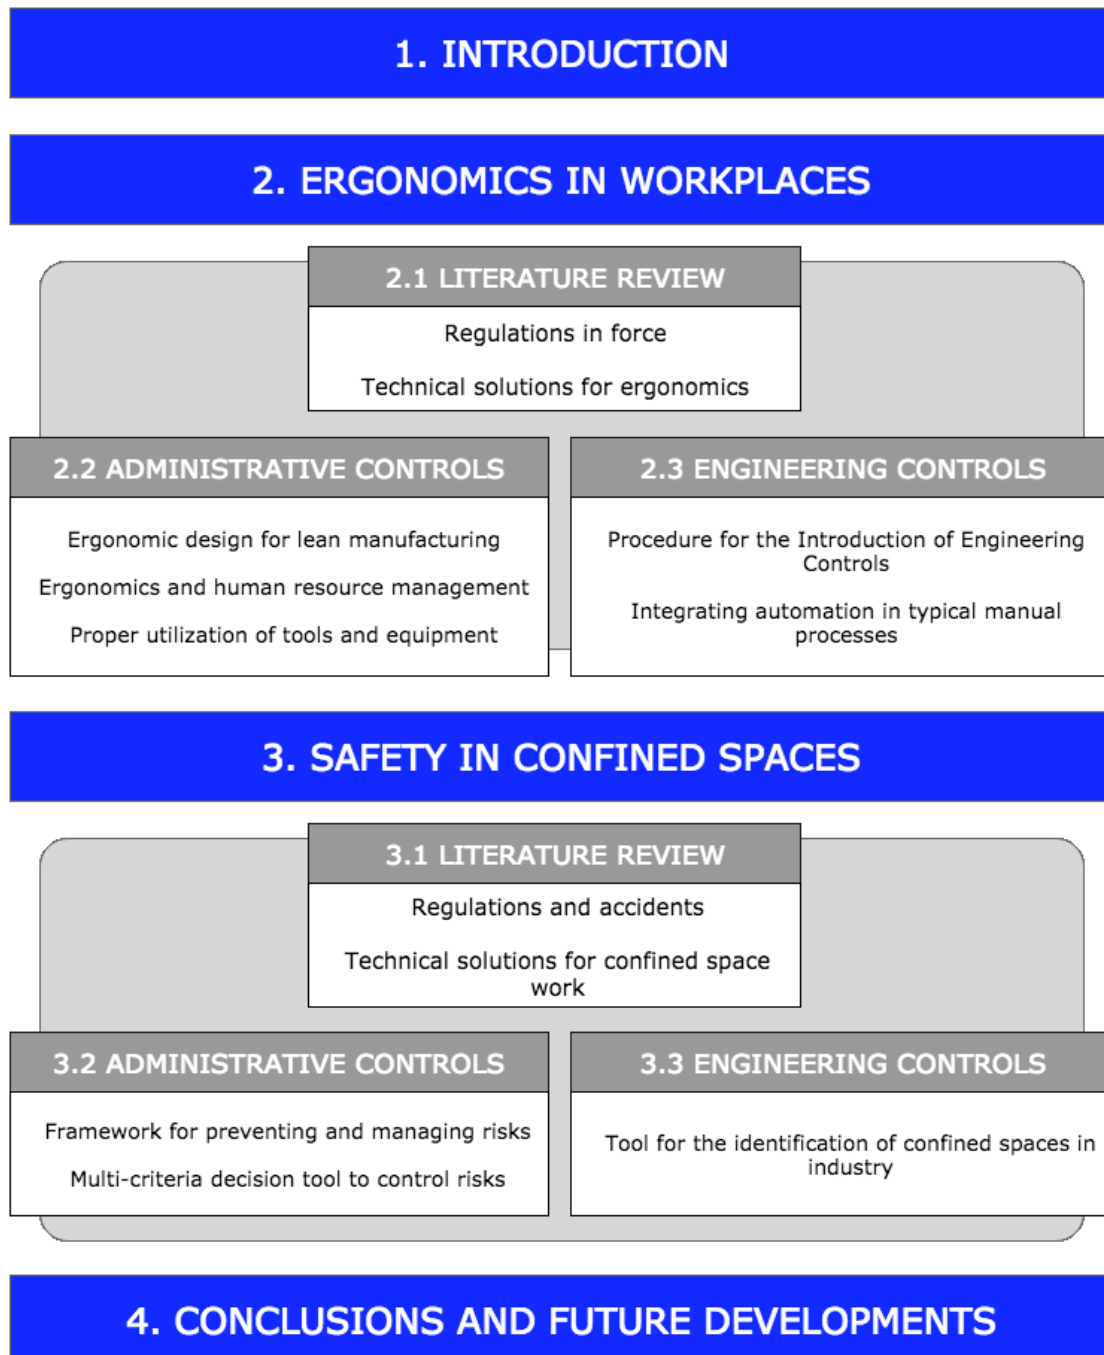 1. INTRODUCTION
2. ERGONOMICS IN WORKPLACES
2.1 LITERATURE REVIEW
Regulations in force
Technical solutions for ergonomics
2.2 ADMINISTRATIVE CONTROLS
Ergonomic design for lean manufacturing
Ergonomics and human resource management
Proper utilization of tools and equipment
2.3 ENGINEERING CONTROLS
Procedure for the Introduction of Engineering
Controls
Integrating automation in typical manual
processes
3. SAFETY IN CONFINED SPACES
3.1 LITERATURE REVIEW
Regulations and accidents
Technical solutions for confined space
work
3.2 ADMINISTRATIVE CONTROLS
Framework for preventing and managing risks
Multi-criteria decision tool to control risks
3.3 ENGINEERING CONTROLS
Tool for the identification of confined spaces in
industry
4. CONCLUSIONS AND FUTURE DEVELOPMENTS